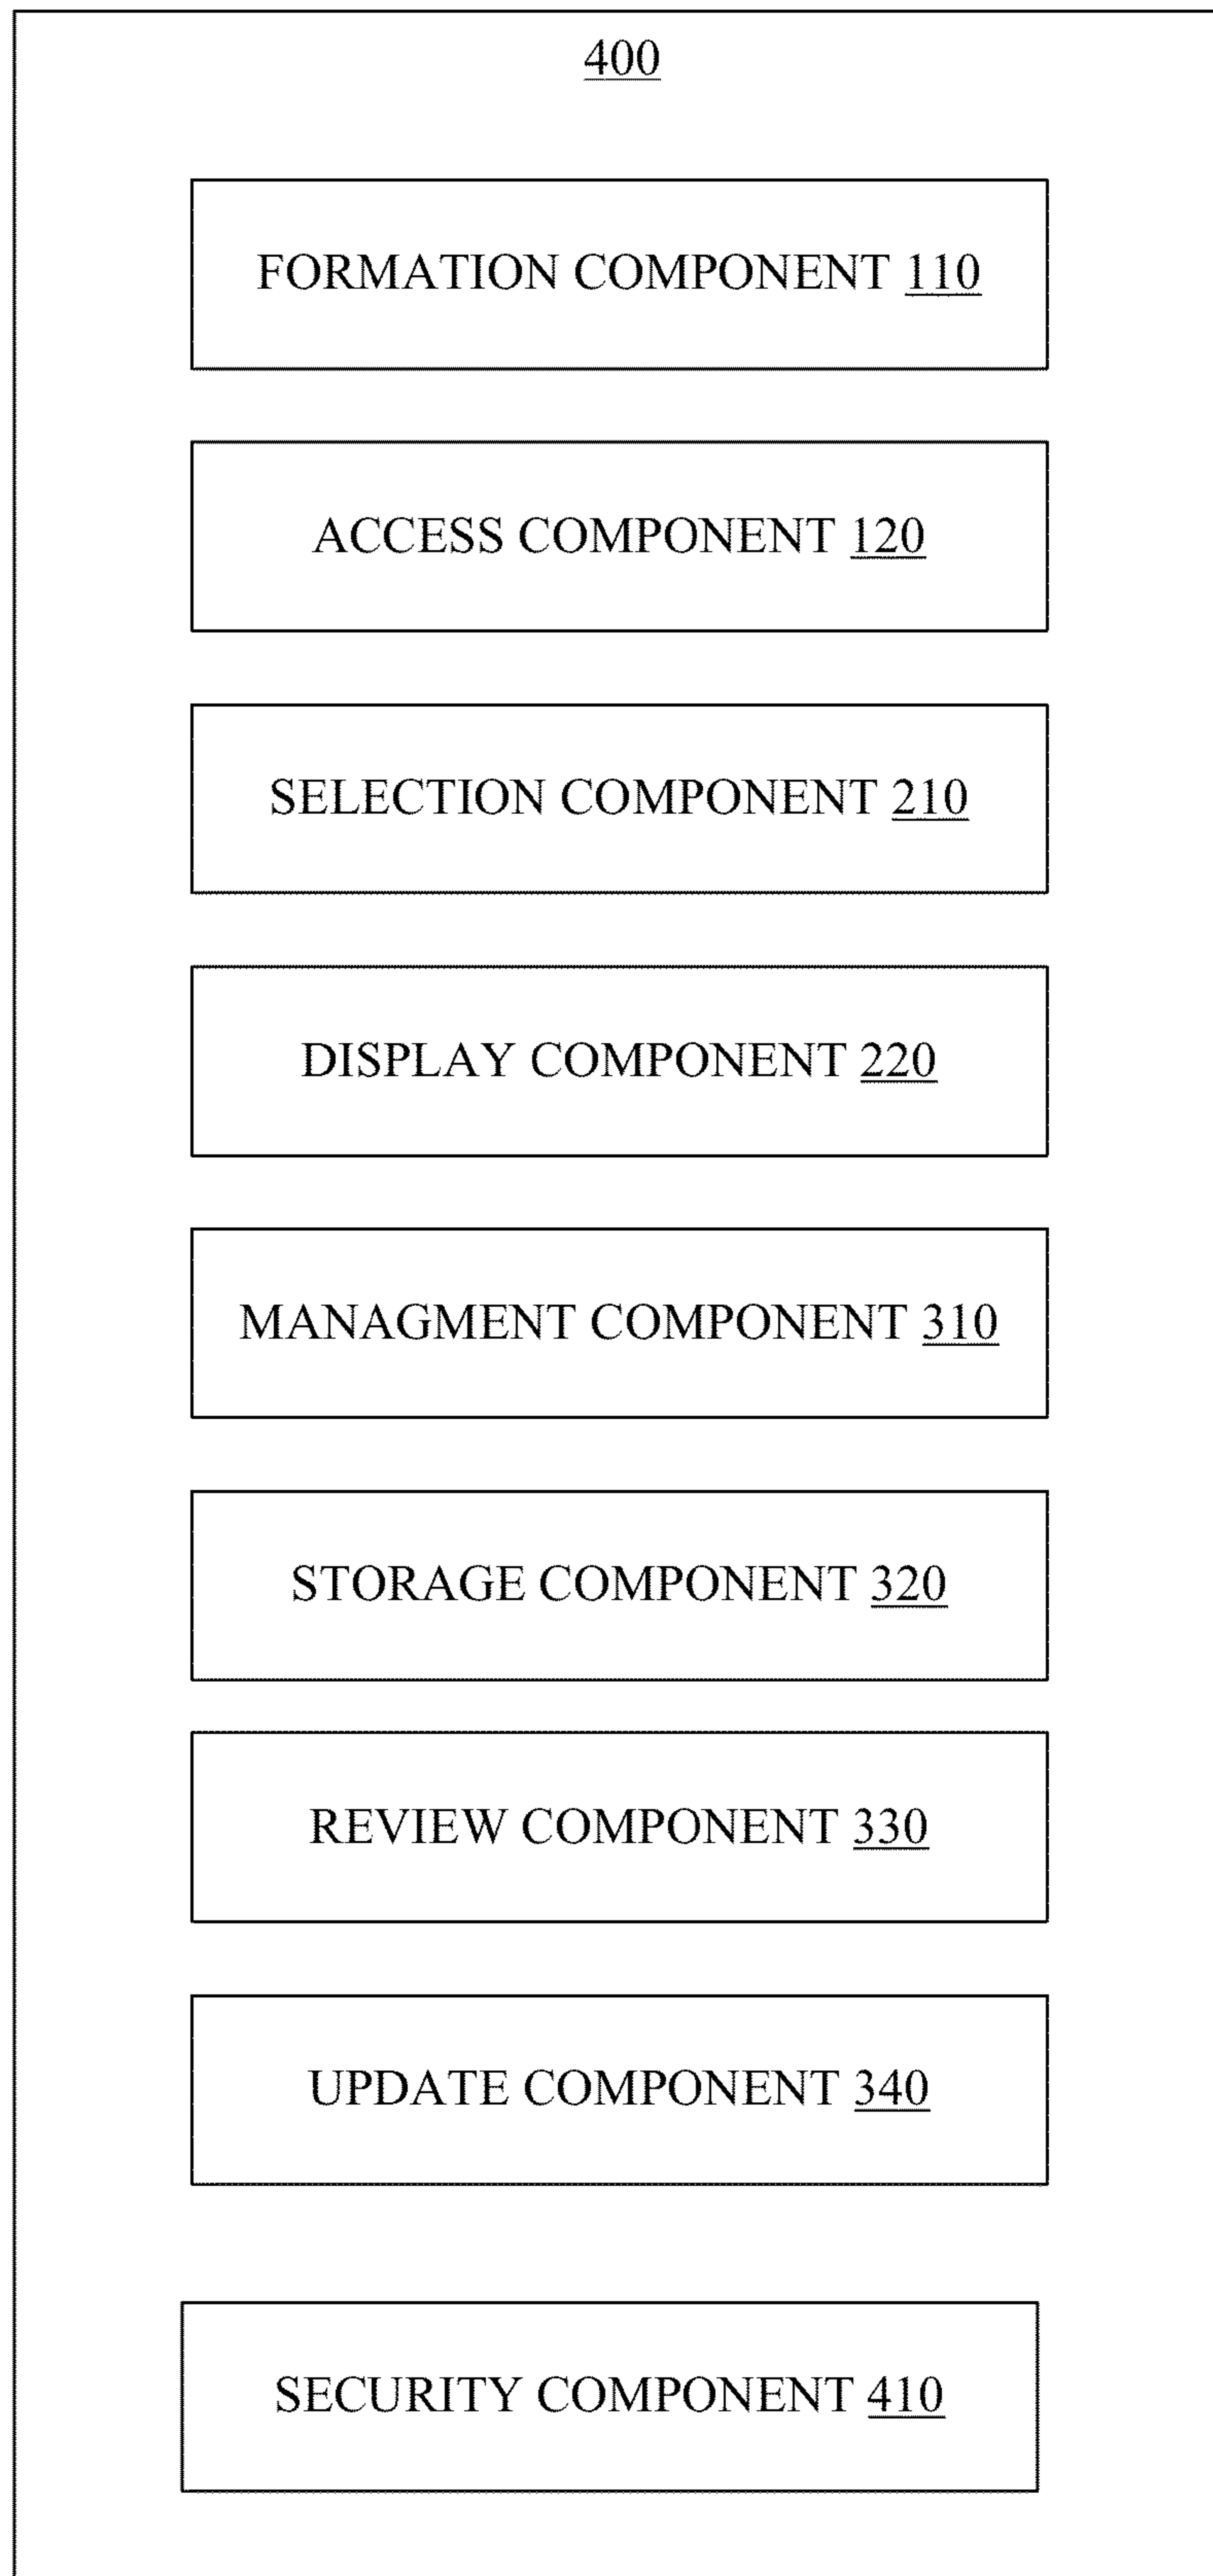 400
FORMATION COMPONENT 110
ACCESS COMPONENT 120
SELECTION COMPONENT 210
DISPLAY COMPONENT 220
MANAGMENT COMPONENT 310
STORAGE COMPONENT 320
REVIEW COMPONENT 330
UPDATE COMPONENT 340
SECURITY COMPONENT 410